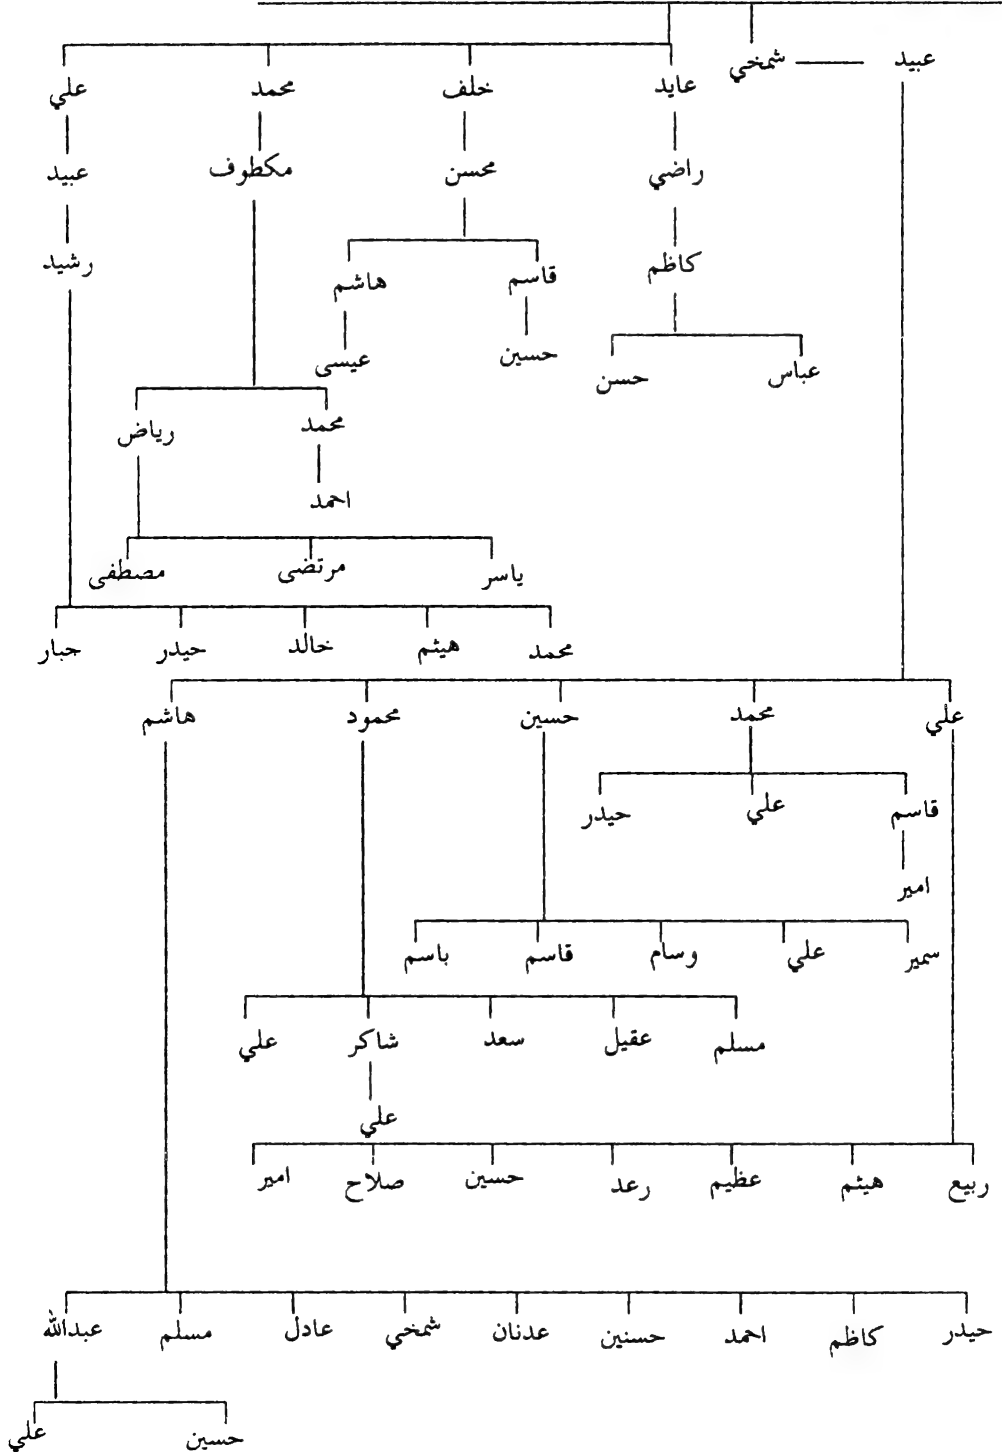 عبيد شمخي
عايد خلف محمد علي
راضي محسن مكطوف عبيد
كاظم قاسم هاشم رشيد
عباس حسن حسين عيسى
محمد رياض
احمد
ياسر مرتضى مصطفى
محمد هيثم خالد حيدر جبار
علي محمد حسين محمود هاشم
قاسم علي حيدر
امير
سمير علي وسام قاسم باسم
مسلم عقيل سعد شاكر علي
علي
ربيع هيثم عظيم رعد حسين صلاح امير
حيدر كاظم احمد حسنين عدنان شمخي عادل مسلم عبدالله
حسين علي